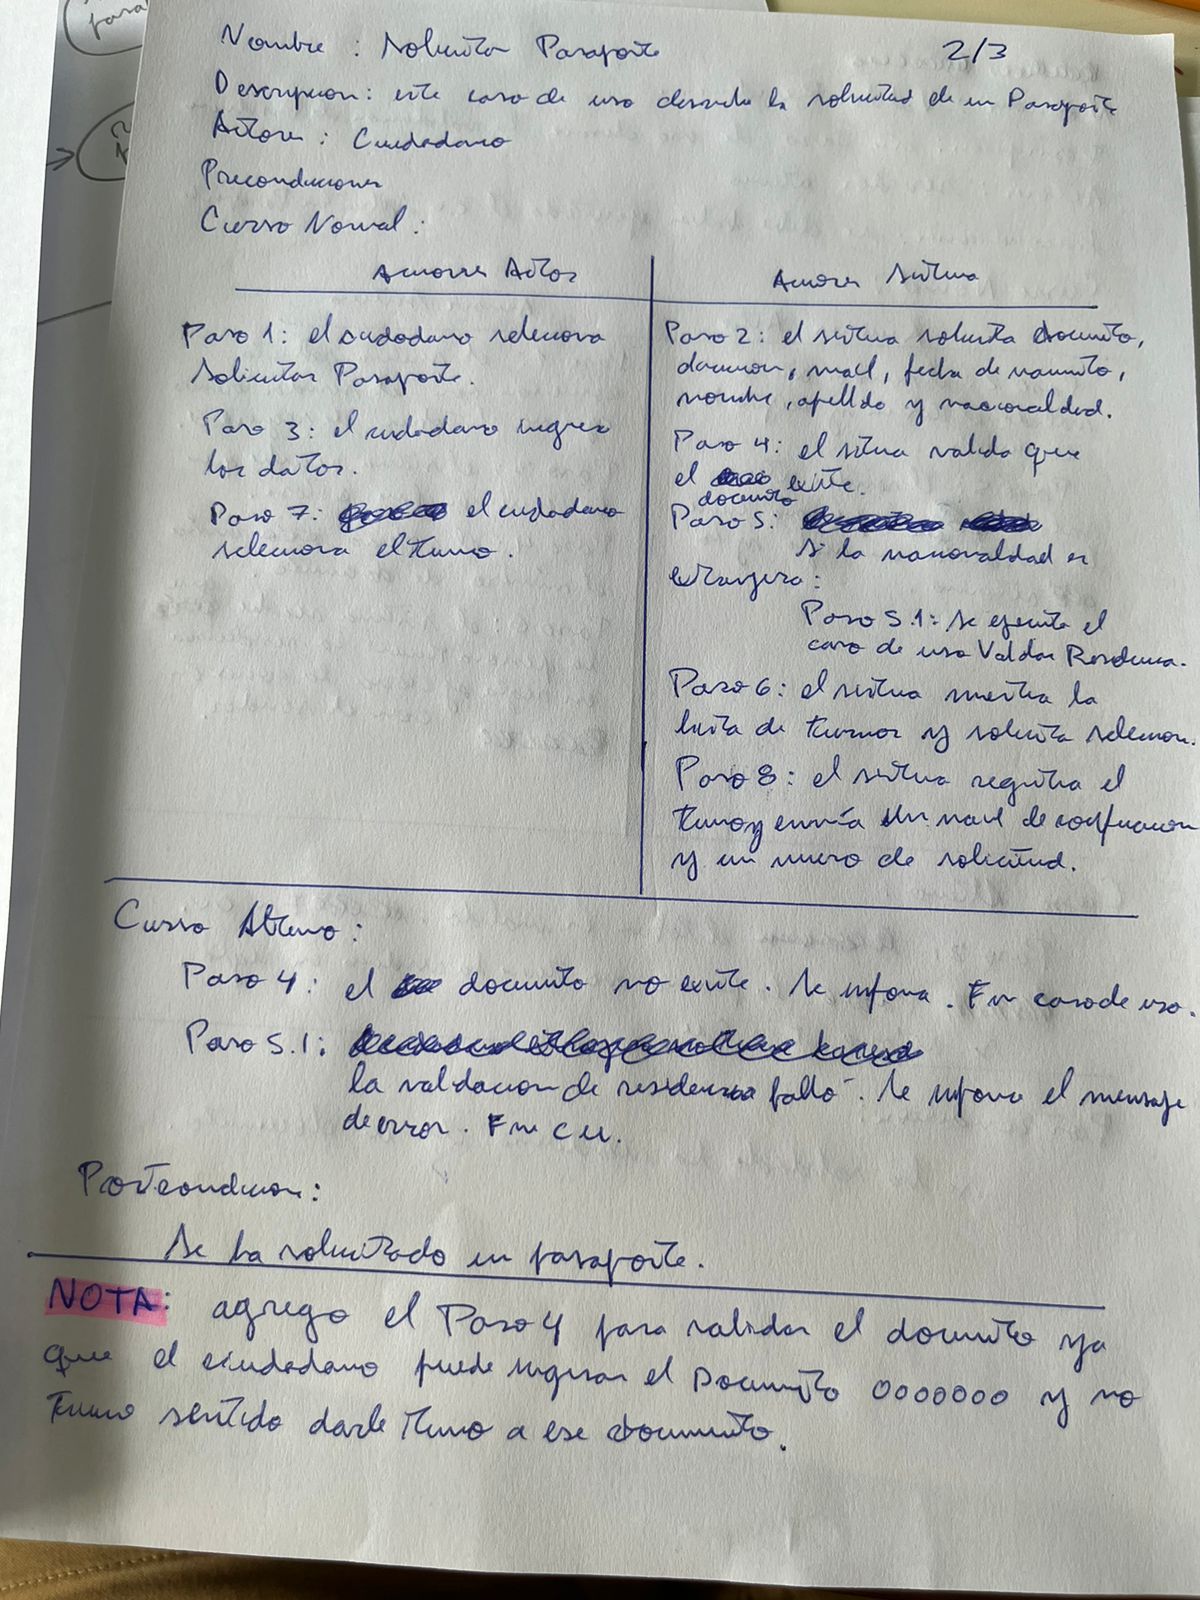 para
Nombre : Solicitar Pasaporte 2/3
Descripcion: este caso de uso describe la solicitud de un Pasaporte
Actores : Ciudadano
Precondiciones
Curso Normal :
Acciones Actor
Acciones Sistema
Paso 1: el ciudadano selecciona
Solicitar Pasaporte.
Paso 3: el ciudadano ingresa
los datos.
Paso 7: el ciudadano
selecciona el turno.
Paso 2: el sistema solicita documento,
direccion, mail, fecha de nacimiento,
nombre, apellido y nacionalidad.
Paso 4: el sistema valida que
el documento existe.
Paso 5:
Si la nacionalidad es
extranjera:
Paso 5.1: Se ejecuta el
caso de uso Validar Residencia.
Paso 6: el sistema muestra la
lista de turnos y solicita seleccion.
Paso 8: el sistema registra el
turno y envía un mail de confirmacion
y un numero de solicitud.
Curso Alterno:
Paso 4: el documento no existe. Se informa. Fin caso de uso.
Paso 5.1:
la validacion de residencia falló. Se informa el mensaje
de error. Fin CU.
Postcondicion:
Se ha solicitado un pasaporte.
NOTA: agrego el Paso 4 para validar el documento ya
que el ciudadano puede ingresar el Documento 0000000 y no
tiene sentido darle turno a ese documento.